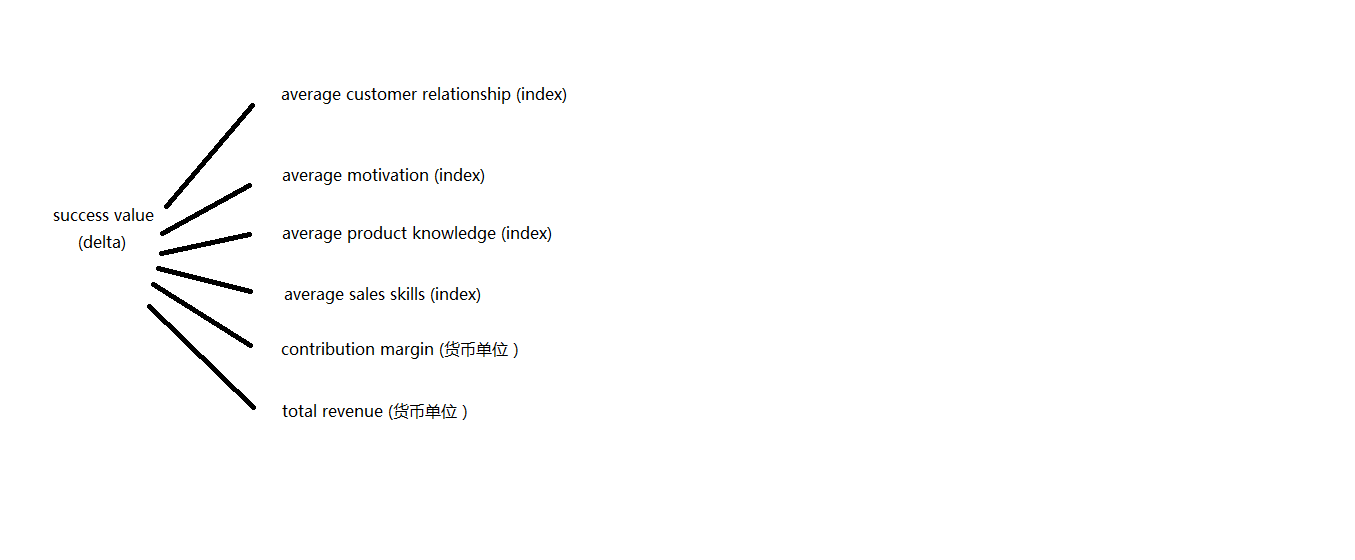 average customer relationship (index)
average motivation (index)
success value
(delta)
average product knowledge (index)
average sales skills (index)
contribution margin (货币单位 )
total revenue (货币单位 )